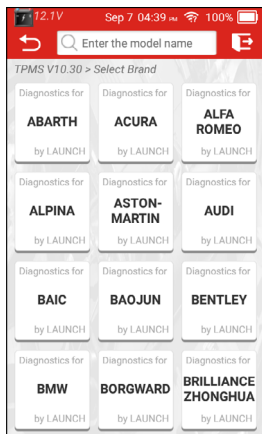 12.1V Sep 7 04:39 PM 100%
Enter the model name
TPMS V10.30 > Select Brand
Diagnostics for Diagnostics for Diagnostics for
ABARTH ACURA ALFA
ROMEO
by LAUNCH by LAUNCH by LAUNCH
Diagnostics for Diagnostics for Diagnostics for
ALPINA ASTON-
MARTIN AUDI
by LAUNCH by LAUNCH by LAUNCH
Diagnostics for Diagnostics for Diagnostics for
BAIC BAOJUN BENTLEY
by LAUNCH by LAUNCH by LAUNCH
Diagnostics for Diagnostics for Diagnostics for
BMW BORGWARD BRILLIANCE
ZHONGHUA
by LAUNCH by LAUNCH by LAUNCH